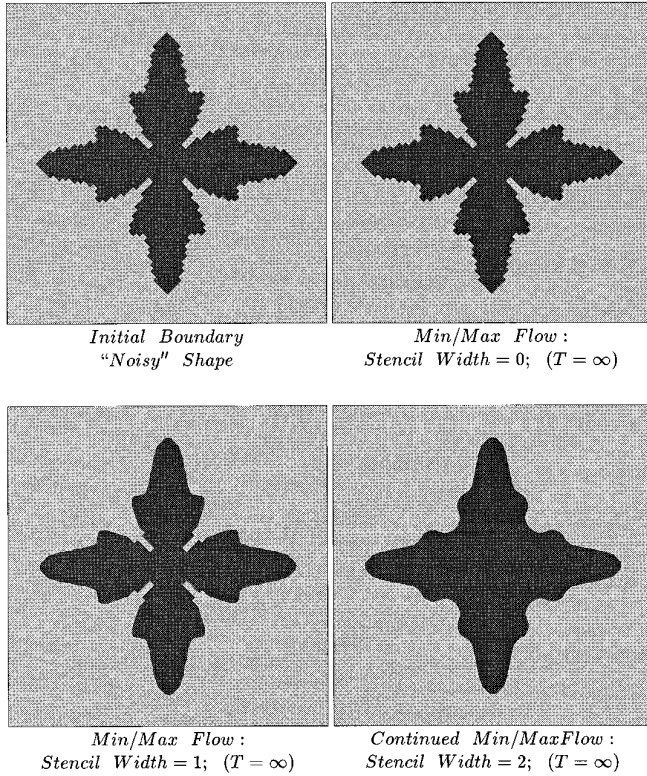 Initial Boundary
"Noisy" Shape
Min/Max Flow :
Stencil Width = 0; (T = ∞)
Min/Max Flow :
Stencil Width = 1; (T = ∞)
Continued Min/MaxFlow :
Stencil Width = 2; (T = ∞)